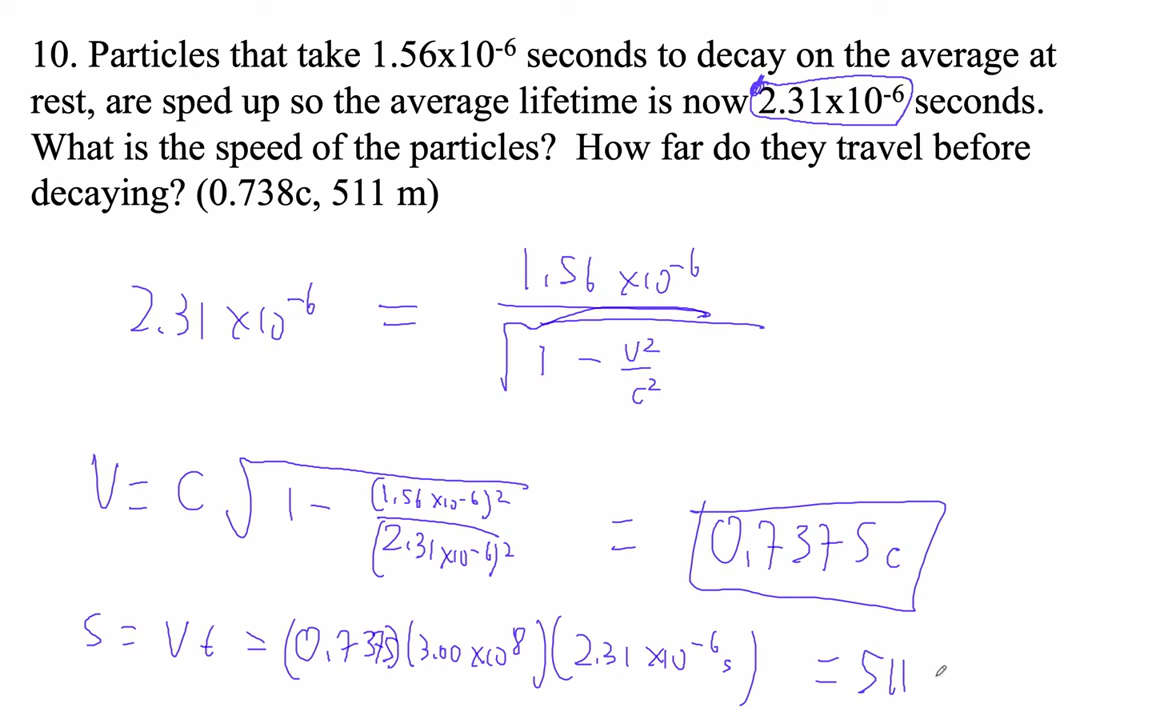 10. Particles that take 1.56x10⁻⁶ seconds to decay on the average at
rest, are sped up so the average lifetime is now 2.31x10⁻⁶ seconds.
What is the speed of the particles?  How far do they travel before
decaying? (0.738c, 511 m)
2.31 x10⁻⁶ = 1.56 x10⁻⁶ / √(1 - v²/c²)
V = C √(1 - (1.56 x10-6)² / (2.31 x10-6)²) = 0.7375c
S = Vt = (0.7375)(3.00 x10⁸)(2.31 x10⁻⁶s) = 511